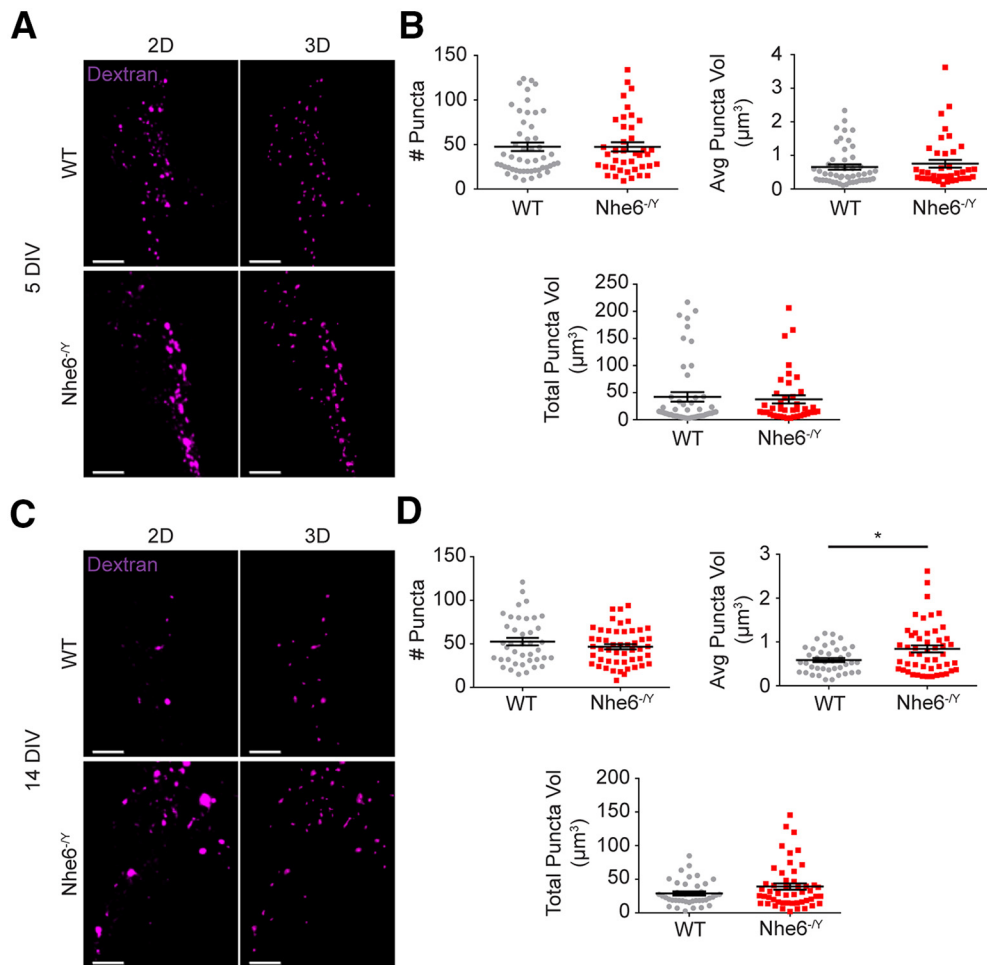 A
2D 3D
Dextran
WT
5 DIV
Nhe6-/Y
B
# Puncta
150
100
50
0
WT Nhe6-/Y
Avg Puncta Vol
(µm³)
4
3
2
1
0
WT Nhe6-/Y
Total Puncta Vol
(µm³)
250
200
150
100
50
0
WT Nhe6-/Y
C
2D 3D
Dextran
WT
14 DIV
Nhe6-/Y
D
# Puncta
150
100
50
0
WT Nhe6-/Y
Avg Puncta Vol
(µm³)
3
2
1
0
*
WT Nhe6-/Y
Total Puncta Vol
(µm³)
200
150
100
50
0
WT Nhe6-/Y